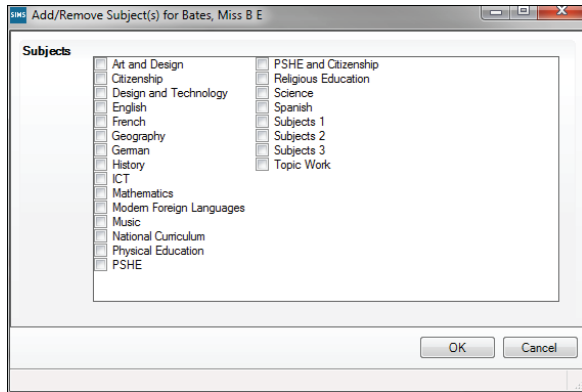 SIMS Add/Remove Subject(s) for Bates, Miss B E
Subjects
Art and Design
Citizenship
Design and Technology
English
French
Geography
German
History
ICT
Mathematics
Modern Foreign Languages
Music
National Curriculum
Physical Education
PSHE
PSHE and Citizenship
Religious Education
Science
Spanish
Subjects 1
Subjects 2
Subjects 3
Topic Work
OK
Cancel